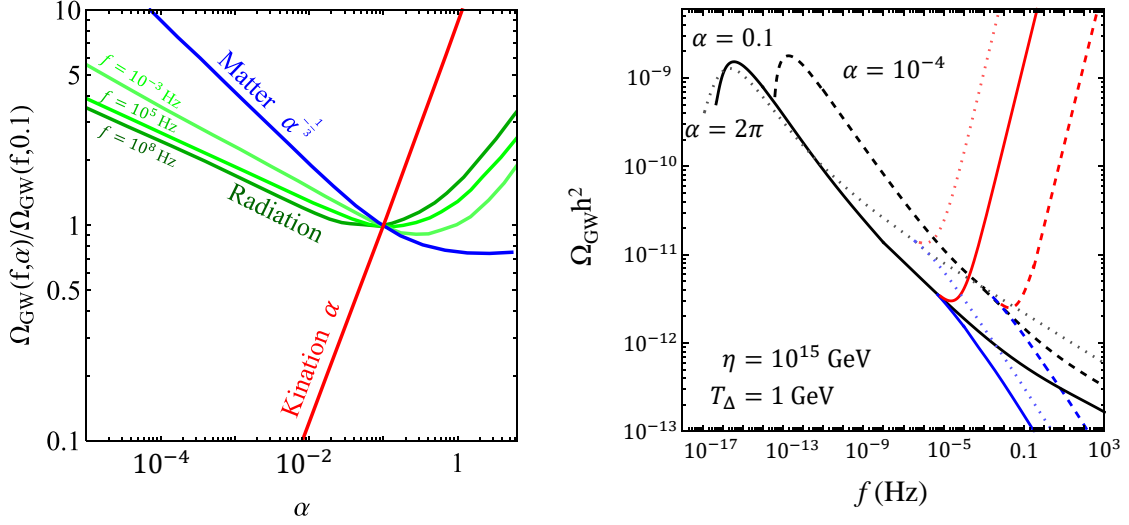 10
5
1
0.5
0.1
10⁻⁴
10⁻²
1
α
Ω_GW(f,α)/Ω_GW(f,0.1)
f = 10⁻³ Hz
f = 10⁵ Hz
f = 10⁸ Hz
Matter α^(-1/3)
Radiation
Kination α
10⁻⁹
10⁻¹⁰
10⁻¹¹
10⁻¹²
10⁻¹³
Ω_GW h²
α = 0.1
α = 10⁻⁴
α = 2π
η = 10¹⁵ GeV
T_Δ = 1 GeV
10⁻¹⁷
10⁻¹³
10⁻⁹
10⁻⁵
0.1
10³
f (Hz)